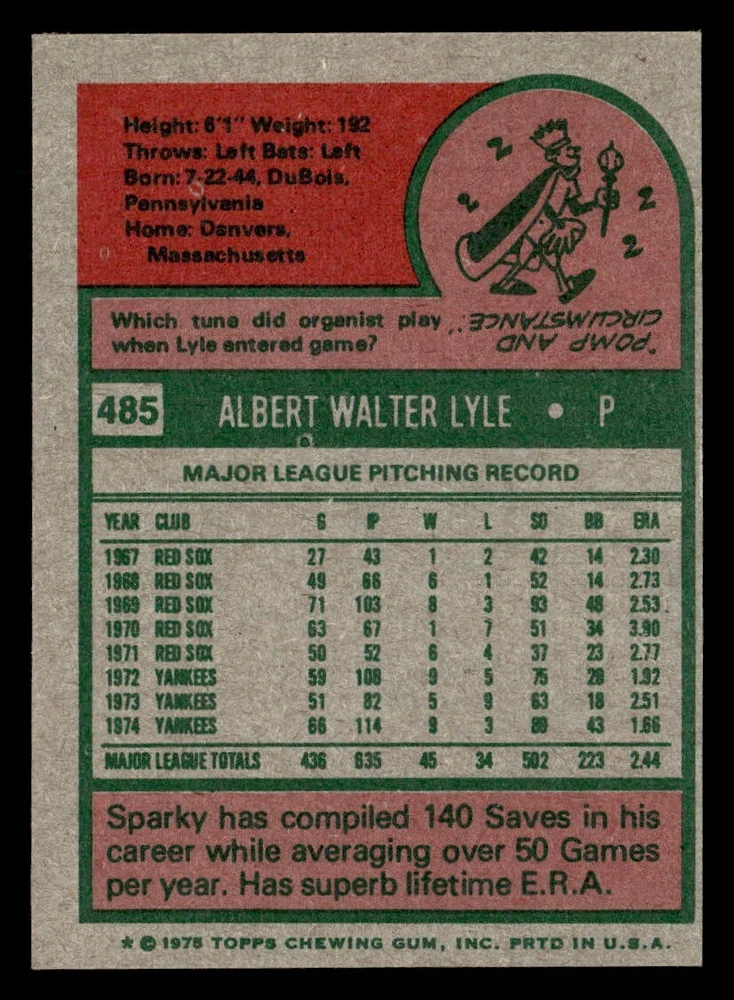 Height: 6'1" Weight: 192
Throws: Left Bats: Left
Born: 7-22-44, DuBois,
Pennsylvania
Home: Danvers,
Massachusetts
2 2 2 2
Which tune did organist play
when Lyle entered game?
"POMP AND
CIRCUMSTANCE."
485 ALBERT WALTER LYLE • P
MAJOR LEAGUE PITCHING RECORD
YEAR CLUB G IP W L SO BB ERA
1967 RED SOX 27 43 1 2 42 14 2.30
1968 RED SOX 49 66 6 1 52 14 2.73
1969 RED SOX 71 103 8 3 93 48 2.53
1970 RED SOX 63 67 1 7 51 34 3.90
1971 RED SOX 50 52 6 4 37 23 2.77
1972 YANKEES 59 108 9 5 75 29 1.92
1973 YANKEES 51 82 5 9 63 18 2.51
1974 YANKEES 66 114 9 3 89 43 1.66
MAJOR LEAGUE TOTALS 436 635 45 34 502 223 2.44
Sparky has compiled 140 Saves in his
career while averaging over 50 Games
per year. Has superb lifetime E.R.A.
* © 1975 TOPPS CHEWING GUM, INC. PRTD IN U.S.A.